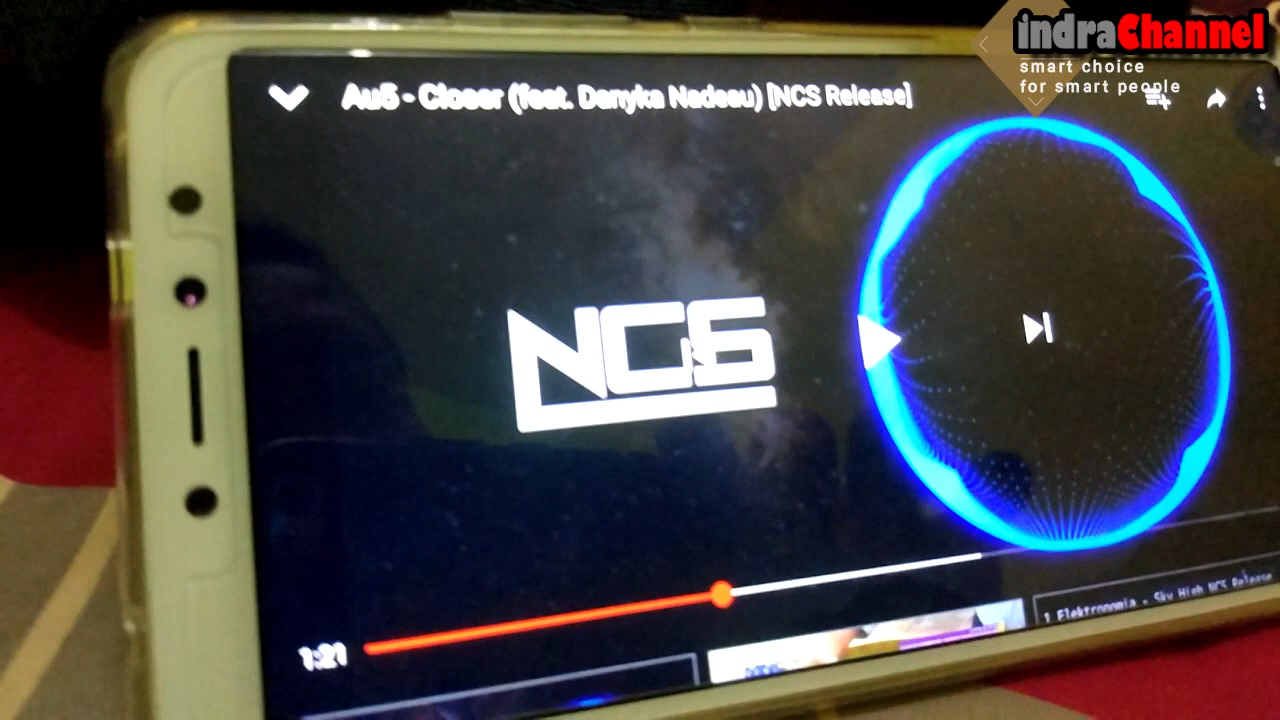 indraChannel
smart choice
for smart people
Au5 - Closer (feat. Danyka Nadeau) [NCS Release]
NCS
1:21
1 Elektronomia - Sky High NCS Release